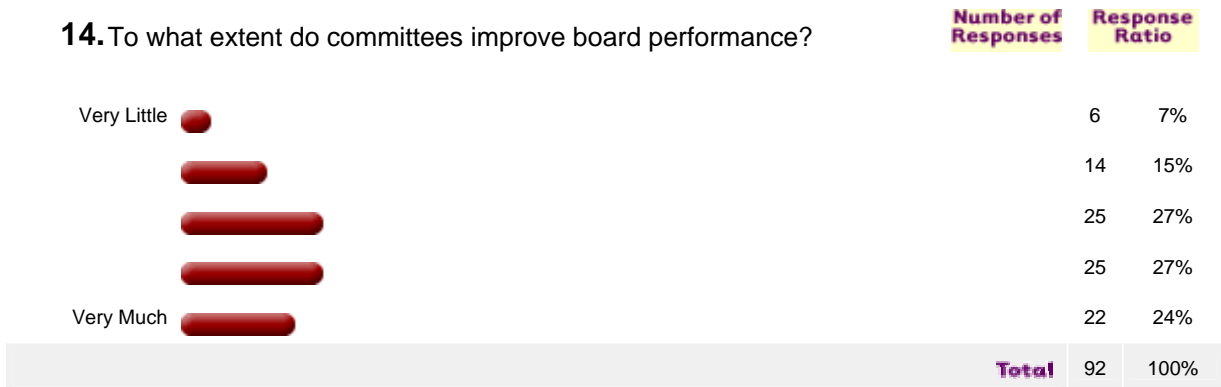 14. To what extent do committees improve board performance? Number of Responses Response Ratio
Very Little 6 7%
14 15%
25 27%
25 27%
Very Much 22 24%
Total 92 100%